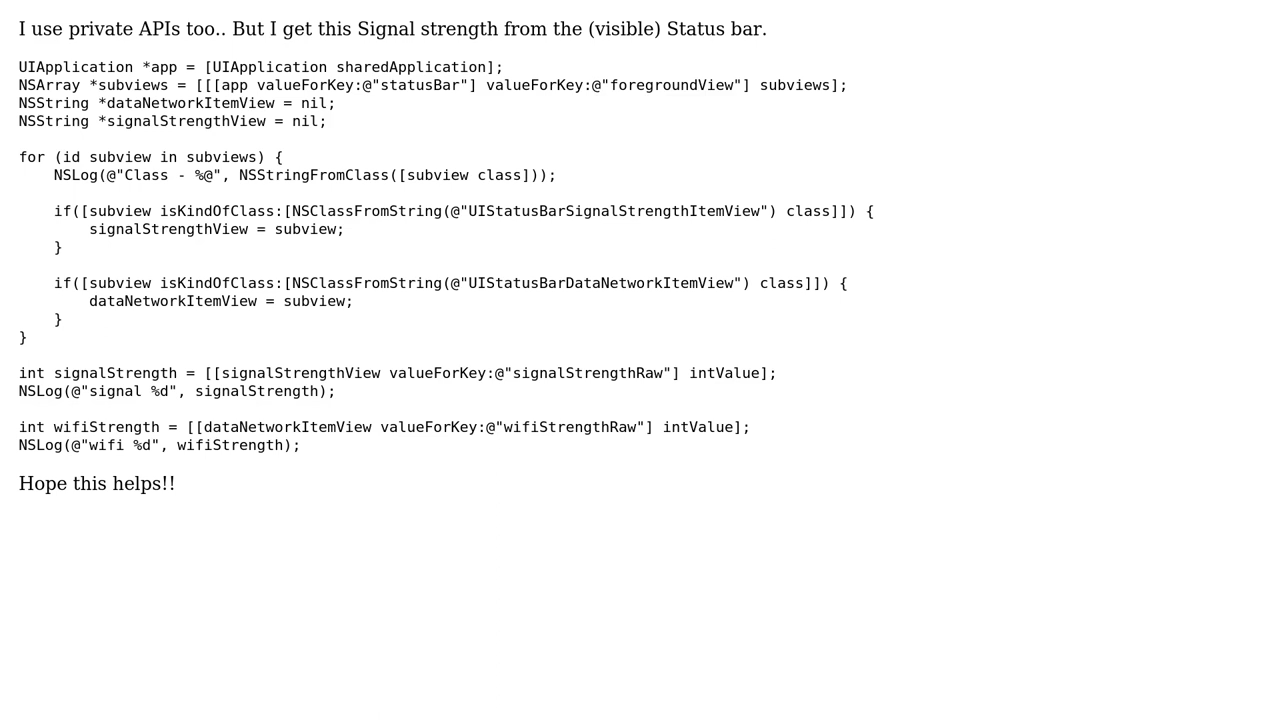 I use private APIs too.. But I get this Signal strength from the (visible) Status bar.
UIApplication *app = [UIApplication sharedApplication];
NSArray *subviews = [[[app valueForKey:@"statusBar"] valueForKey:@"foregroundView"] subviews];
NSString *dataNetworkItemView = nil;
NSString *signalStrengthView = nil;

for (id subview in subviews) {
    NSLog(@"Class - %@", NSStringFromClass([subview class]));

    if([subview isKindOfClass:[NSClassFromString(@"UIStatusBarSignalStrengthItemView") class]]) {
        signalStrengthView = subview;
    }

    if([subview isKindOfClass:[NSClassFromString(@"UIStatusBarDataNetworkItemView") class]]) {
        dataNetworkItemView = subview;
    }
}

int signalStrength = [[signalStrengthView valueForKey:@"signalStrengthRaw"] intValue];
NSLog(@"signal %d", signalStrength);

int wifiStrength = [[dataNetworkItemView valueForKey:@"wifiStrengthRaw"] intValue];
NSLog(@"wifi %d", wifiStrength);
Hope this helps!!